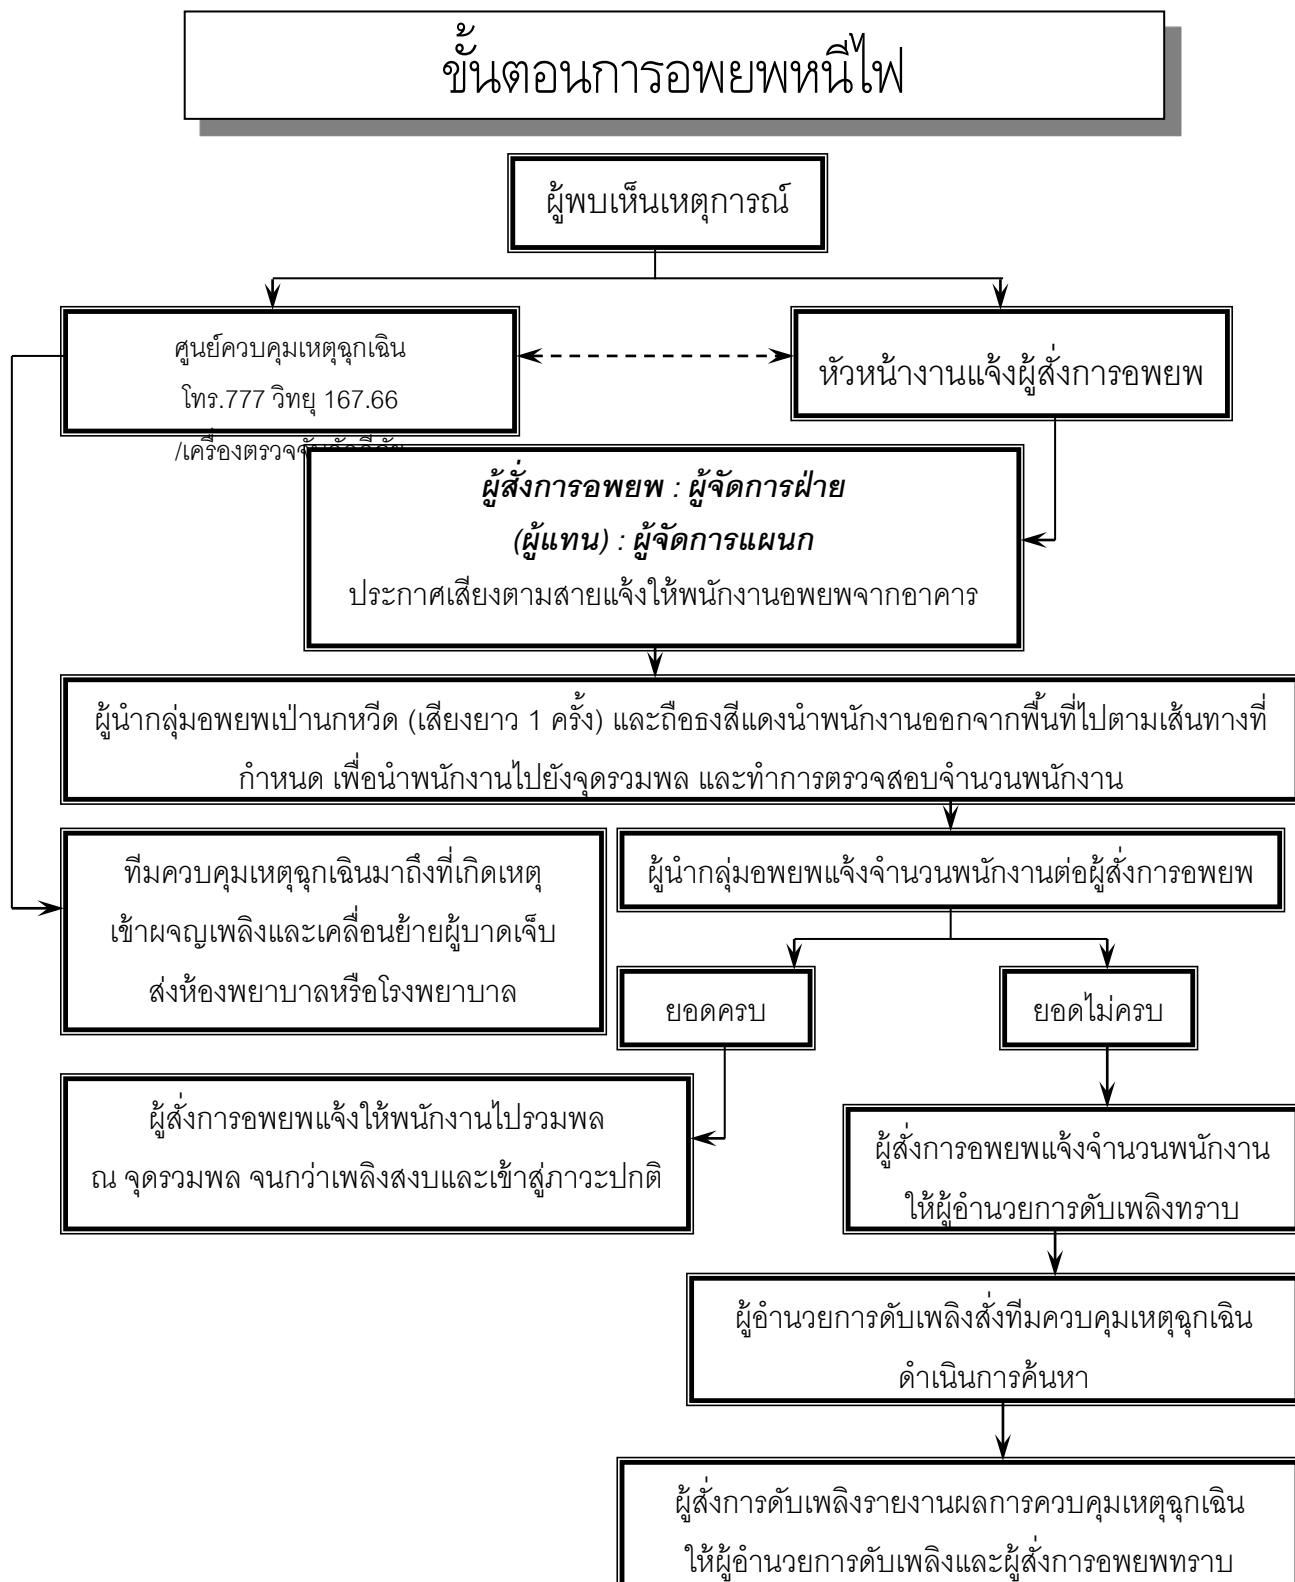 ขั้นตอนการอพยพหนีไฟ
ผู้พบเห็นเหตุการณ์
ศูนย์ควบคุมเหตุฉุกเฉิน
โทร.777 วิทยุ 167.66
/เครื่องตรวจจับ
หัวหน้างานแจ้งผู้สั่งการอพยพ
ผู้สั่งการอพยพ : ผู้จัดการฝ่าย
(ผู้แทน) : ผู้จัดการแผนก
ประกาศเสียงตามสายแจ้งให้พนักงานอพยพจากอาคาร
ผู้นำกลุ่มอพยพเป่านกหวีด (เสียงยาว 1 ครั้ง) และถือธงสีแดงนำพนักงานออกจากพื้นที่ไปตามเส้นทางที่
กำหนด เพื่อนำพนักงานไปยังจุดรวมพล และทำการตรวจสอบจำนวนพนักงาน
ทีมควบคุมเหตุฉุกเฉินมาถึงที่เกิดเหตุ
เข้าผจญเพลิงและเคลื่อนย้ายผู้บาดเจ็บ
ส่งห้องพยาบาลหรือโรงพยาบาล
ผู้นำกลุ่มอพยพแจ้งจำนวนพนักงานต่อผู้สั่งการอพยพ
ยอดครบ
ยอดไม่ครบ
ผู้สั่งการอพยพแจ้งให้พนักงานไปรวมพล
ณ จุดรวมพล จนกว่าเพลิงสงบและเข้าสู่ภาวะปกติ
ผู้สั่งการอพยพแจ้งจำนวนพนักงาน
ให้ผู้อำนวยการดับเพลิงทราบ
ผู้อำนวยการดับเพลิงสั่งทีมควบคุมเหตุฉุกเฉิน
ดำเนินการค้นหา
ผู้สั่งการดับเพลิงรายงานผลการควบคุมเหตุฉุกเฉิน
ให้ผู้อำนวยการดับเพลิงและผู้สั่งการอพยพทราบ